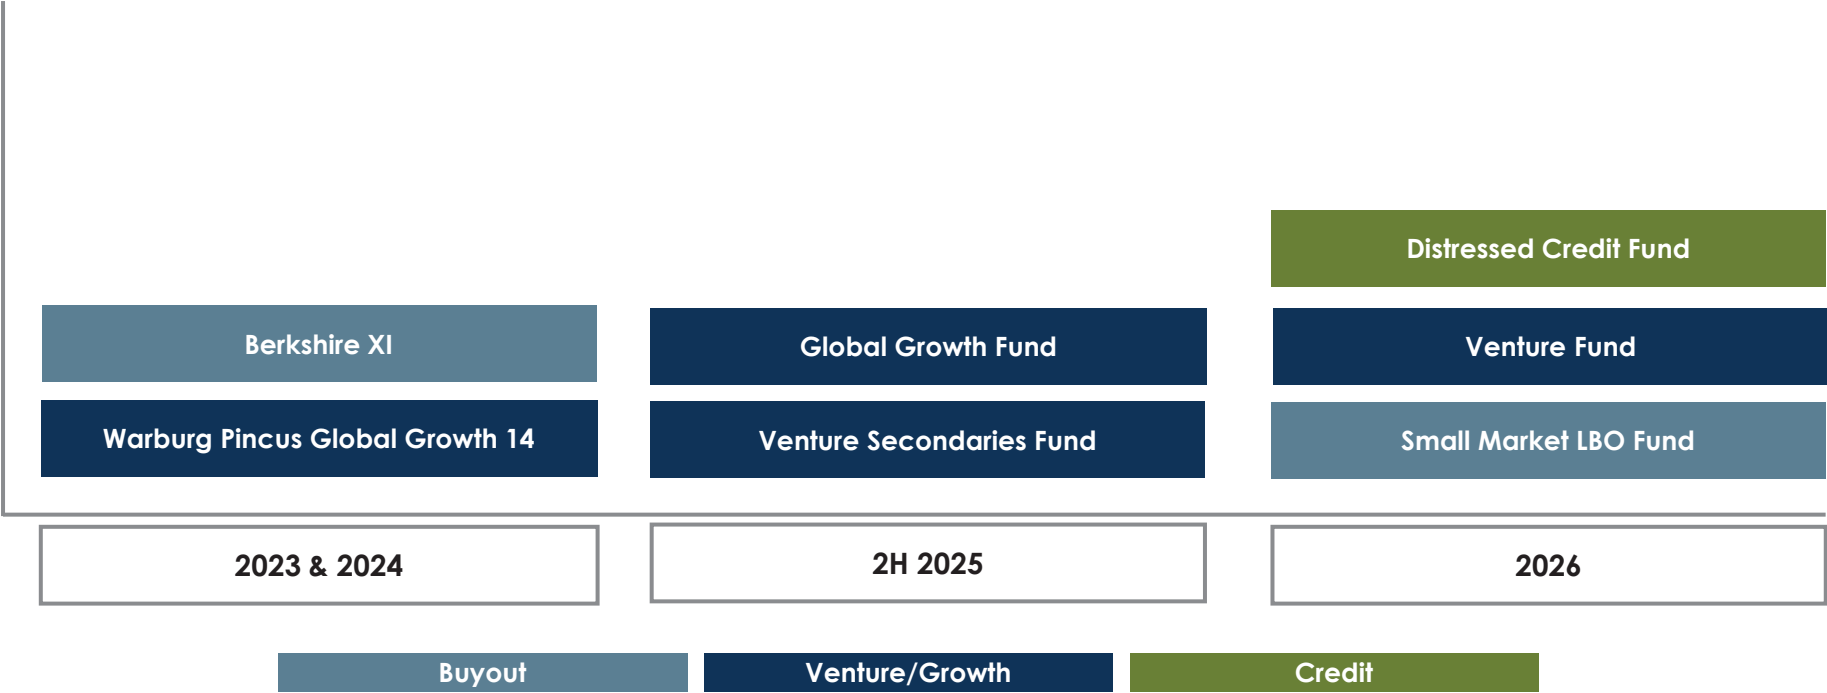 Distressed Credit Fund
Berkshire XI
Global Growth Fund
Venture Fund
Warburg Pincus Global Growth 14
Venture Secondaries Fund
Small Market LBO Fund
2023 & 2024
2H 2025
2026
Buyout
Venture/Growth
Credit